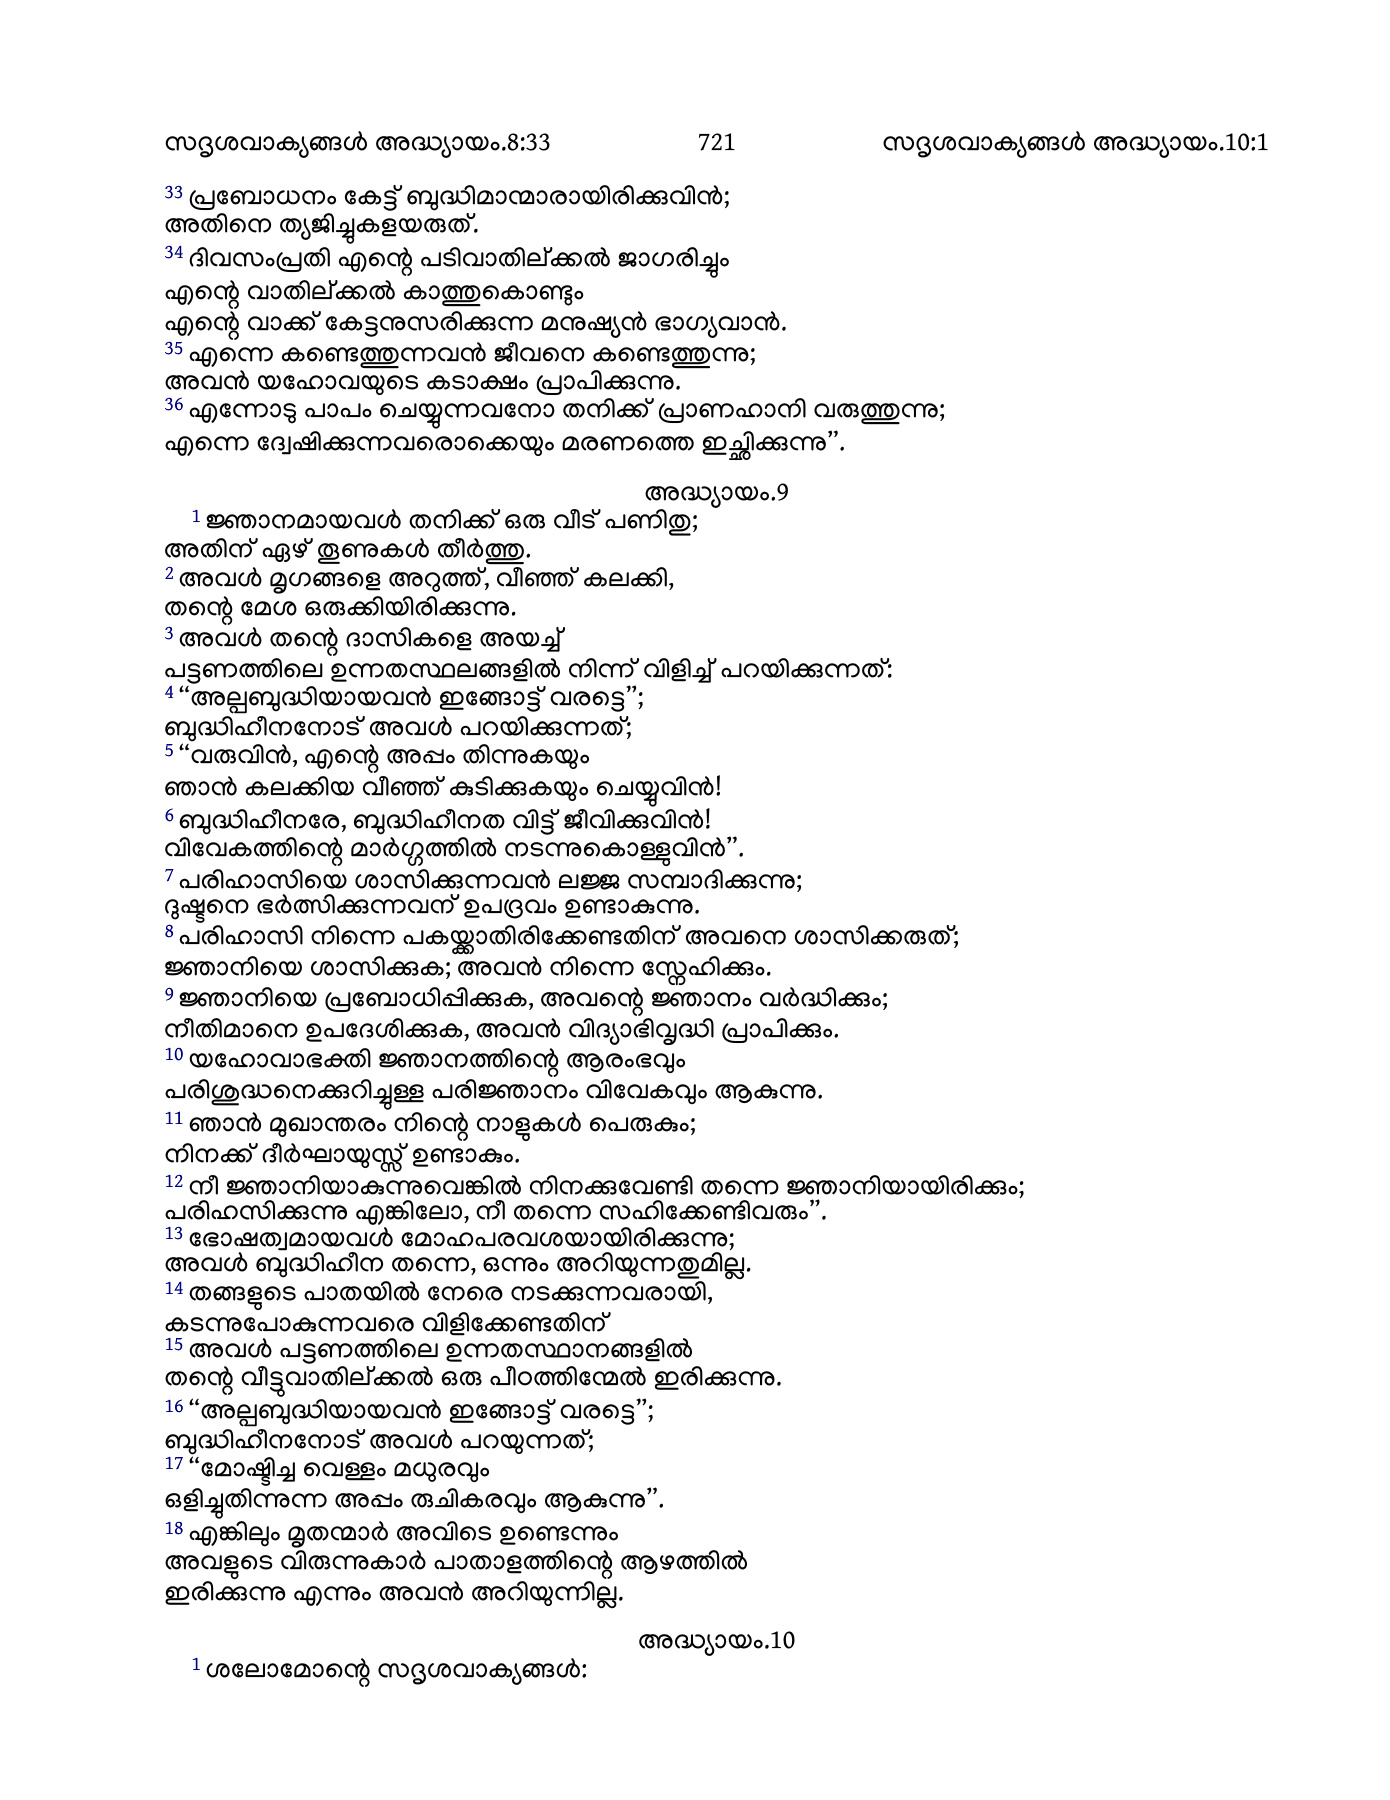 സദൃശവാക്യങ്ങൾ അദ്ധ്യായം.8:33 721 സദൃശവാക്യങ്ങൾ അദ്ധ്യായം.10:1
33 പ്രബോധനം കേട്ട് ബുദ്ധിമാന്മാരായിരിക്കുവിൻ;
അതിനെ ത്യജിച്ചുകളയരുത്.
34 ദിവസംപ്രതി എന്റെ പടിവാതില്ക്കൽ ജാഗരിച്ചും
എന്റെ വാതില്ക്കൽ കാത്തുകൊണ്ടും
എന്റെ വാക്ക് കേട്ടനുസരിക്കുന്ന മനുഷ്യൻ ഭാഗ്യവാൻ.
35 എന്നെ കണ്ടെത്തുന്നവൻ ജീവനെ കണ്ടെത്തുന്നു;
അവൻ യഹോവയുടെ കടാക്ഷം പ്രാപിക്കുന്നു.
36 എന്നോടു പാപം ചെയ്യുന്നവനോ തനിക്ക് പ്രാണഹാനി വരുത്തുന്നു;
എന്നെ ദ്വേഷിക്കുന്നവരൊക്കെയും മരണത്തെ ഇച്ഛിക്കുന്നു”.
അദ്ധ്യായം.9
1 ജ്ഞാനമായവൾ തനിക്ക് ഒരു വീട് പണിതു;
അതിന് ഏഴ് തൂണുകൾ തീർത്തു.
2 അവൾ മൃഗങ്ങളെ അറുത്ത്, വീഞ്ഞ് കലക്കി,
തന്റെ മേശ ഒരുക്കിയിരിക്കുന്നു.
3 അവൾ തന്റെ ദാസികളെ അയച്ച്
പട്ടണത്തിലെ ഉന്നതസ്ഥലങ്ങളിൽ നിന്ന് വിളിച്ച് പറയിക്കുന്നത്:
4 “അല്പബുദ്ധിയായവൻ ഇങ്ങോട്ട് വരട്ടെ”;
ബുദ്ധിഹീനനോട് അവൾ പറയിക്കുന്നത്;
5 “വരുവിൻ, എന്റെ അപ്പം തിന്നുകയും
ഞാൻ കലക്കിയ വീഞ്ഞ് കുടിക്കുകയും ചെയ്യുവിൻ!
6 ബുദ്ധിഹീനരേ, ബുദ്ധിഹീനത വിട്ട് ജീവിക്കുവിൻ!
വിവേകത്തിന്റെ മാർഗ്ഗത്തിൽ നടന്നുകൊള്ളുവിൻ”.
7 പരിഹാസിയെ ശാസിക്കുന്നവൻ ലജ്ജ സമ്പാദിക്കുന്നു;
ദുഷ്ടനെ ഭർത്സിക്കുന്നവന് ഉപദ്രവം ഉണ്ടാകുന്നു.
8 പരിഹാസി നിന്നെ പകയ്ക്കാതിരിക്കേണ്ടതിന് അവനെ ശാസിക്കരുത്;
ജ്ഞാനിയെ ശാസിക്കുക; അവൻ നിന്നെ സ്നേഹിക്കും.
9 ജ്ഞാനിയെ പ്രബോധിപ്പിക്കുക, അവന്റെ ജ്ഞാനം വർദ്ധിക്കും;
നീതിമാനെ ഉപദേശിക്കുക, അവൻ വിദ്യാഭിവൃദ്ധി പ്രാപിക്കും.
10 യഹോവാഭക്തി ജ്ഞാനത്തിന്റെ ആരംഭവും
പരിശുദ്ധനെക്കുറിച്ചുള്ള പരിജ്ഞാനം വിവേകവും ആകുന്നു.
11 ഞാൻ മുഖാന്തരം നിന്റെ നാളുകൾ പെരുകും;
നിനക്ക് ദീർഘായുസ്സ് ഉണ്ടാകും.
12 നീ ജ്ഞാനിയാകുന്നുവെങ്കിൽ നിനക്കുവേണ്ടി തന്നെ ജ്ഞാനിയായിരിക്കും;
പരിഹസിക്കുന്നു എങ്കിലോ, നീ തന്നെ സഹിക്കേണ്ടിവരും”.
13 ഭോഷത്വമായവൾ മോഹപരവശയായിരിക്കുന്നു;
അവൾ ബുദ്ധിഹീന തന്നെ, ഒന്നും അറിയുന്നതുമില്ല.
14 തങ്ങളുടെ പാതയിൽ നേരെ നടക്കുന്നവരായി,
കടന്നുപോകുന്നവരെ വിളിക്കേണ്ടതിന്
15 അവൾ പട്ടണത്തിലെ ഉന്നതസ്ഥാനങ്ങളിൽ
തന്റെ വീട്ടുവാതില്ക്കൽ ഒരു പീഠത്തിന്മേൽ ഇരിക്കുന്നു.
16 “അല്പബുദ്ധിയായവൻ ഇങ്ങോട്ട് വരട്ടെ”;
ബുദ്ധിഹീനനോട് അവൾ പറയുന്നത്;
17 “മോഷ്ടിച്ച വെള്ളം മധുരവും
ഒളിച്ചുതിന്നുന്ന അപ്പം രുചികരവും ആകുന്നു”.
18 എങ്കിലും മൃതന്മാർ അവിടെ ഉണ്ടെന്നും
അവളുടെ വിരുന്നുകാർ പാതാളത്തിന്റെ ആഴത്തിൽ
ഇരിക്കുന്നു എന്നും അവൻ അറിയുന്നില്ല.
അദ്ധ്യായം.10
1 ശലോമോന്റെ സദൃശവാക്യങ്ങൾ: